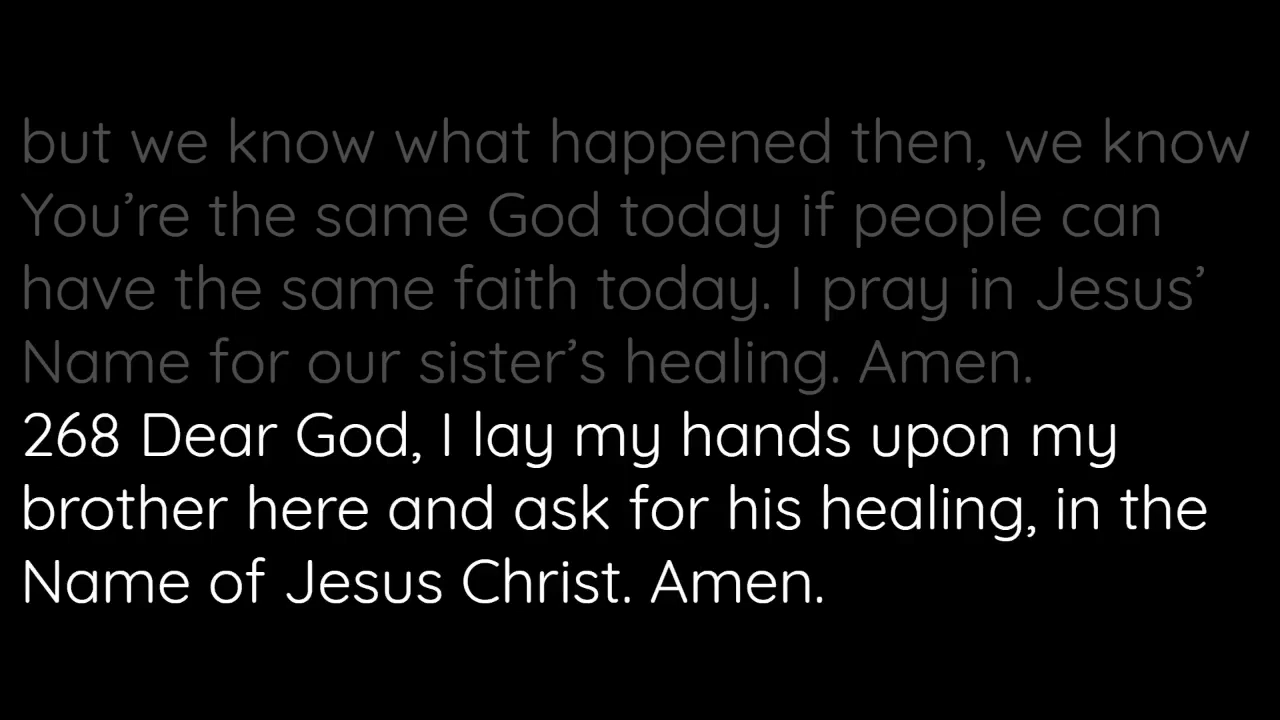 but we know what happened then, we know
You’re the same God today if people can
have the same faith today. I pray in Jesus’
Name for our sister’s healing. Amen.
268 Dear God, I lay my hands upon my
brother here and ask for his healing, in the
Name of Jesus Christ. Amen.